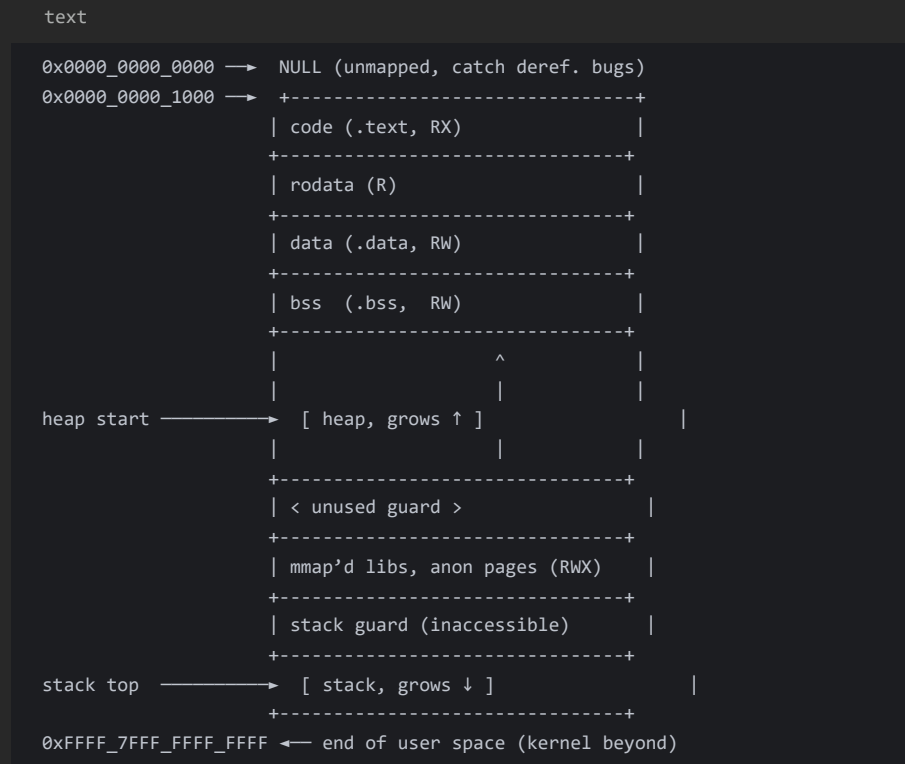 text
0x0000_0000_0000 ──► NULL (unmapped, catch deref. bugs)
0x0000_0000_1000 ──► +--------------------------------+
| code (.text, RX) |
+--------------------------------+
| rodata (R) |
+--------------------------------+
| data (.data, RW) |
+--------------------------------+
| bss (.bss, RW) |
+--------------------------------+
| ^ |
| | |
heap start ──────────► [ heap, grows ↑ ] |
| | |
+--------------------------------+
| < unused guard > |
+--------------------------------+
| mmap’d libs, anon pages (RWX) |
+--------------------------------+
| stack guard (inaccessible) |
+--------------------------------+
stack top ──────────► [ stack, grows ↓ ] |
+--------------------------------+
0xFFFF_7FFF_FFFF_FFFF ◄── end of user space (kernel beyond)